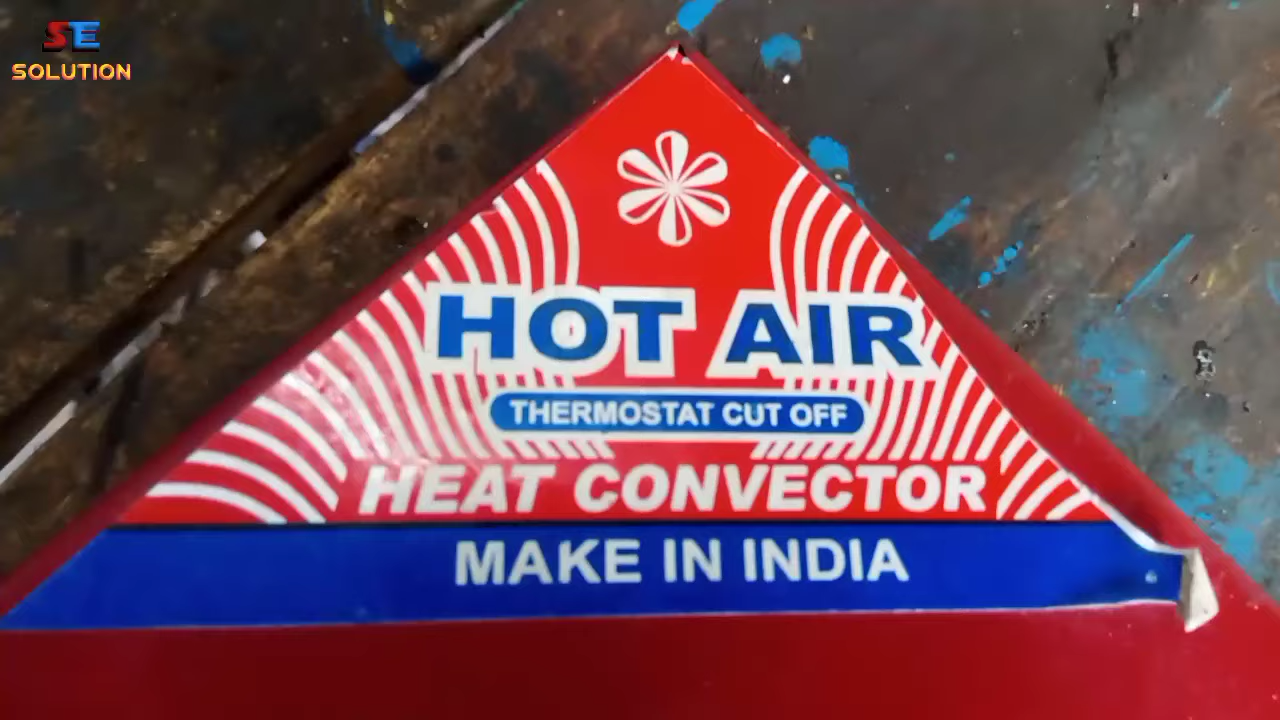 SE
SOLUTION
HOT AIR
THERMOSTAT CUT OFF
HEAT CONVECTOR
MAKE IN INDIA